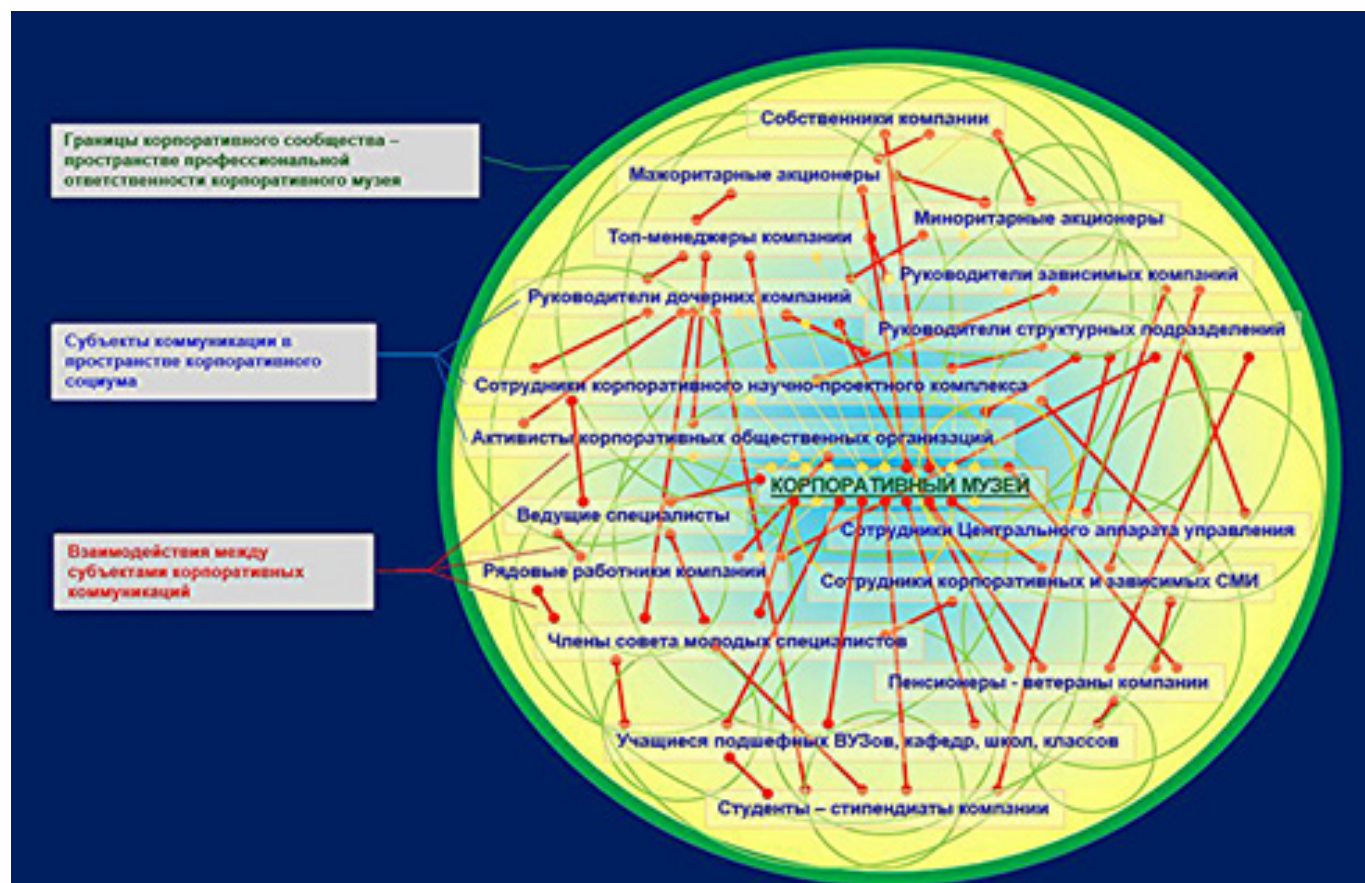 Границы корпоративного сообщества –
пространстве профессиональной
ответственности корпоративного музея
Субъекты коммуникации в
пространстве корпоративного
социума
Взаимодействия между
субъектами корпоративных
коммуникаций
Собственники компании
Мажоритарные акционеры
Миноритарные акционеры
Топ-менеджеры компании
Руководители зависимых компаний
Руководители дочерних компаний
Руководители структурных подразделений
Сотрудники корпоративного научно-проектного комплекса
Активисты корпоративных общественных организаций
КОРПОРАТИВНЫЙ МУЗЕЙ
Ведущие специалисты
Сотрудники Центрального аппарата управления
Рядовые работники компании
Сотрудники корпоративных и зависимых СМИ
Члены совета молодых специалистов
Пенсионеры - ветераны компании
Учащиеся подшефных ВУЗов, кафедр, школ, классов
Студенты – стипендиаты компании